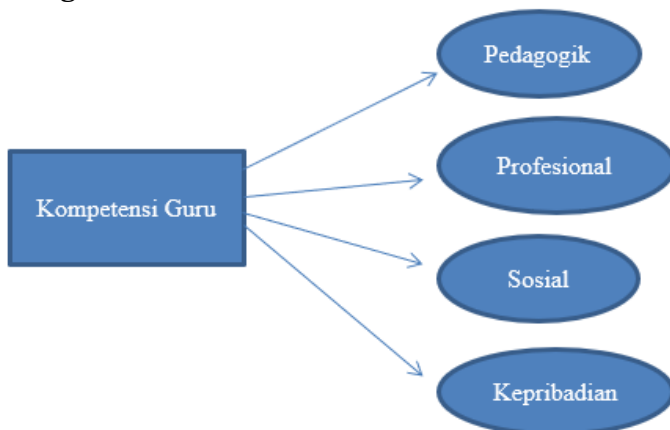 Pedagogik
Profesional
Kompetensi Guru
Sosial
Kepribadian